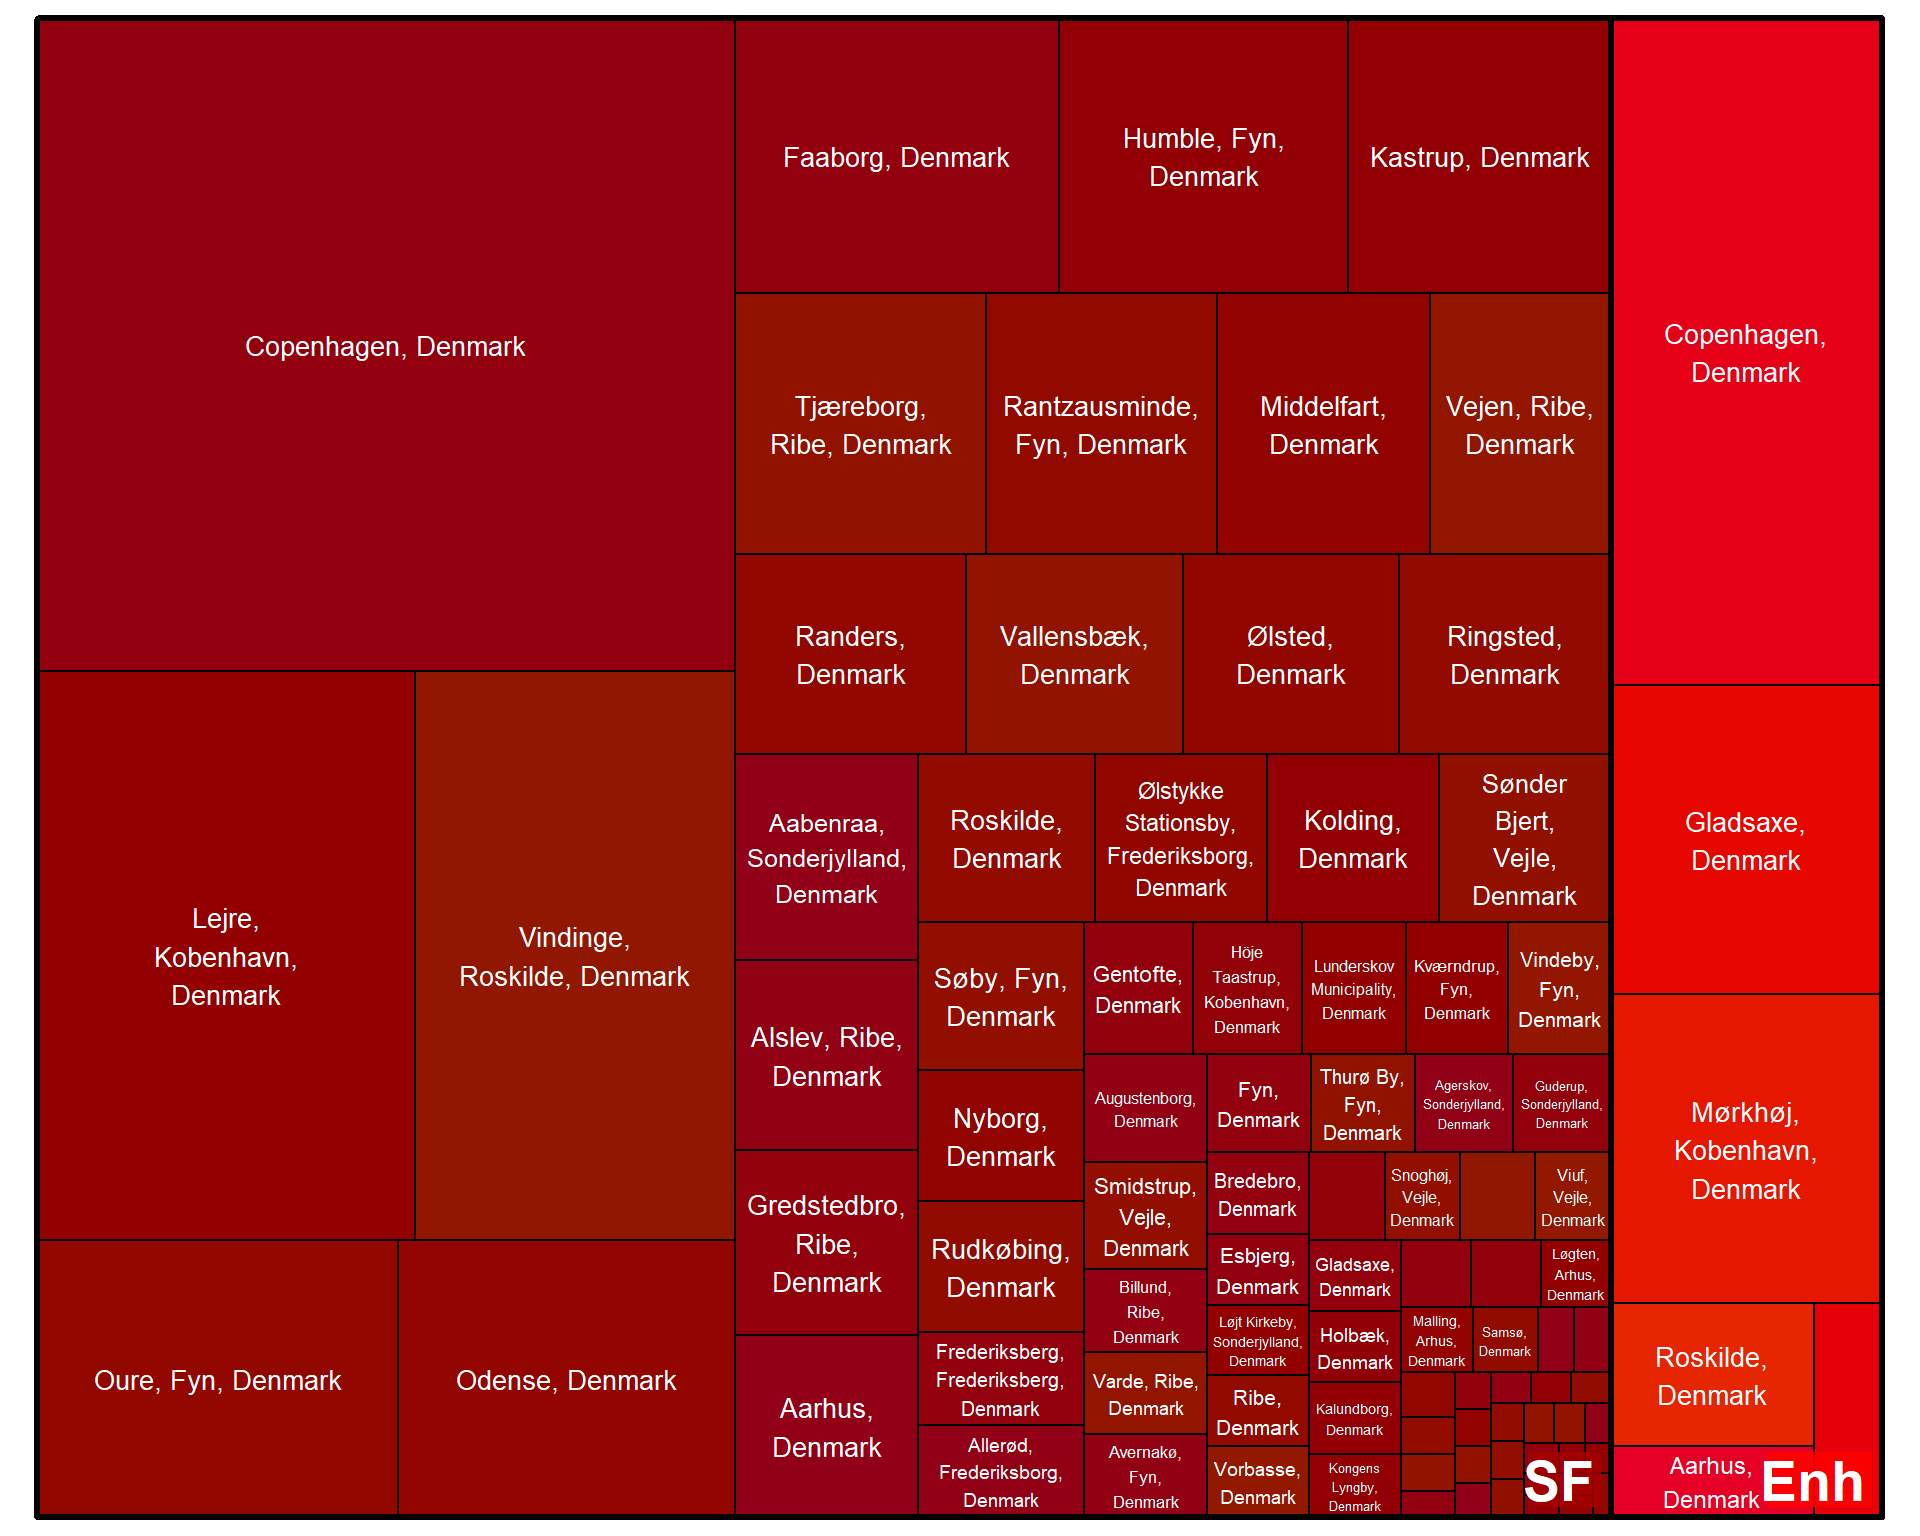 Copenhagen, Denmark
Lejre,
Kobenhavn,
Denmark
Vindinge,
Roskilde, Denmark
Oure, Fyn, Denmark
Odense, Denmark
Faaborg, Denmark
Humble, Fyn,
Denmark
Kastrup, Denmark
Tjæreborg,
Ribe, Denmark
Rantzausminde,
Fyn, Denmark
Middelfart,
Denmark
Vejen, Ribe,
Denmark
Randers,
Denmark
Vallensbæk,
Denmark
Ølsted,
Denmark
Ringsted,
Denmark
Aabenraa,
Sonderjylland,
Denmark
Alslev, Ribe,
Denmark
Gredstedbro,
Ribe,
Denmark
Aarhus,
Denmark
Roskilde,
Denmark
Ølstykke
Stationsby,
Frederiksborg,
Denmark
Kolding,
Denmark
Sønder
Bjert,
Vejle,
Denmark
Søby, Fyn,
Denmark
Nyborg,
Denmark
Rudkøbing,
Denmark
Frederiksberg,
Frederiksberg,
Denmark
Allerød,
Frederiksborg,
Denmark
Gentofte,
Denmark
Höje
Taastrup,
Kobenhavn,
Denmark
Lunderskov
Municipality,
Denmark
Kværndrup,
Fyn,
Denmark
Vindeby,
Fyn,
Denmark
Augustenborg,
Denmark
Smidstrup,
Vejle,
Denmark
Billund,
Ribe,
Denmark
Varde, Ribe,
Denmark
Avernakø,
Fyn,
Denmark
Fyn,
Denmark
Thurø By,
Fyn,
Denmark
Agerskov,
Sonderjylland,
Denmark
Guderup,
Sonderjylland,
Denmark
Bredebro,
Denmark
Esbjerg,
Denmark
Løjt Kirkeby,
Sonderjylland,
Denmark
Ribe,
Denmark
Vorbasse,
Denmark
Snoghøj,
Vejle,
Denmark
Viuf,
Vejle,
Denmark
Gladsaxe,
Denmark
Holbæk,
Denmark
Kalundborg,
Denmark
Kongens
Lyngby,
Denmark
Løgten,
Arhus,
Denmark
Malling,
Arhus,
Denmark
Samsø,
Denmark
SF
Copenhagen,
Denmark
Gladsaxe,
Denmark
Mørkhøj,
Kobenhavn,
Denmark
Roskilde,
Denmark
Aarhus,
Denmark
Enh